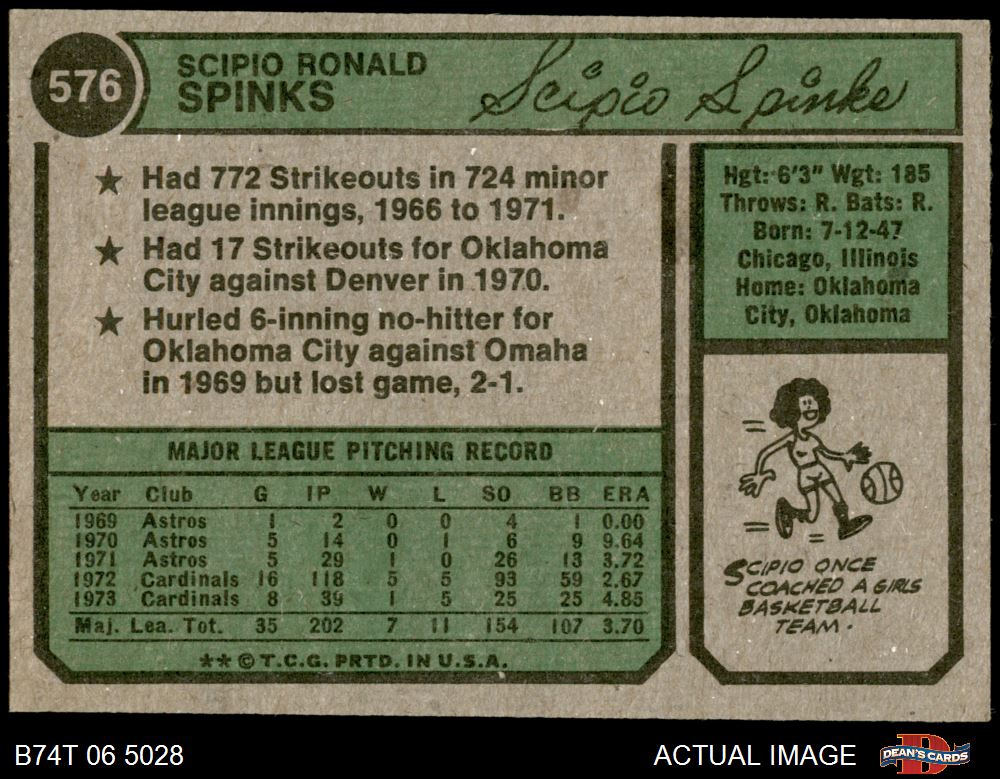 576
SCIPIO RONALD
SPINKS
Scipio Spinks
★ Had 772 Strikeouts in 724 minor
league innings, 1966 to 1971.
★ Had 17 Strikeouts for Oklahoma
City against Denver in 1970.
★ Hurled 6-inning no-hitter for
Oklahoma City against Omaha
in 1969 but lost game, 2-1.
Hgt: 6'3" Wgt: 185
Throws: R. Bats: R.
Born: 7-12-47
Chicago, Illinois
Home: Oklahoma
City, Oklahoma
MAJOR LEAGUE PITCHING RECORD
Year Club G IP W L SO BB ERA
1969 Astros 1 2 0 0 4 1 0.00
1970 Astros 5 14 0 1 6 9 9.64
1971 Astros 5 29 1 0 26 13 3.72
1972 Cardinals 16 118 5 5 93 59 2.67
1973 Cardinals 8 39 1 5 25 25 4.85
Maj. Lea. Tot. 35 202 7 11 154 107 3.70
** © T.C.G. PRTD. IN U.S.A.
SCIPIO ONCE
COACHED A GIRLS
BASKETBALL
TEAM.
B74T 06 5028
ACTUAL IMAGE
D
DEAN'S CARDS